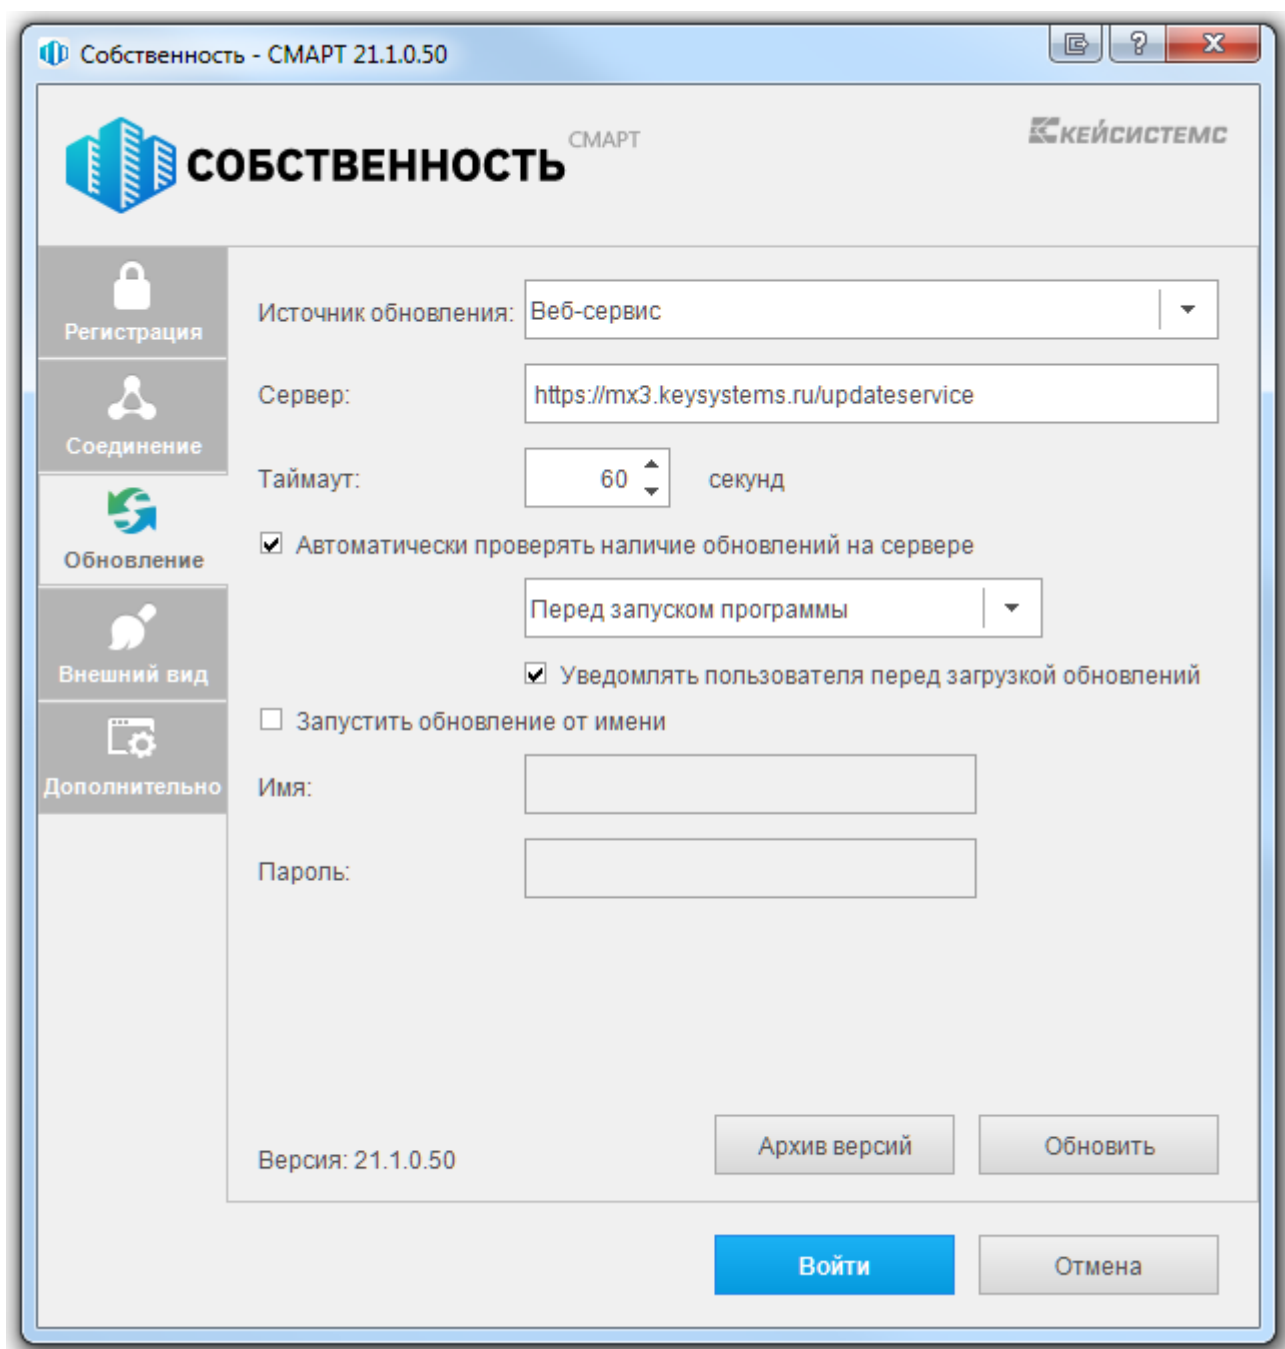 Собственность - СМАРТ 21.1.0.50
СОБСТВЕННОСТЬ СМАРТ
КЕЙСИСТЕМС
Регистрация
Соединение
Обновление
Внешний вид
Дополнительно
Источник обновления: Веб-сервис
Сервер: https://mx3.keysystems.ru/updateservice
Таймаут: 60 секунд
Автоматически проверять наличие обновлений на сервере
Перед запуском программы
Уведомлять пользователя перед загрузкой обновлений
Запустить обновление от имени
Имя:
Пароль:
Версия: 21.1.0.50
Архив версий
Обновить
Войти
Отмена